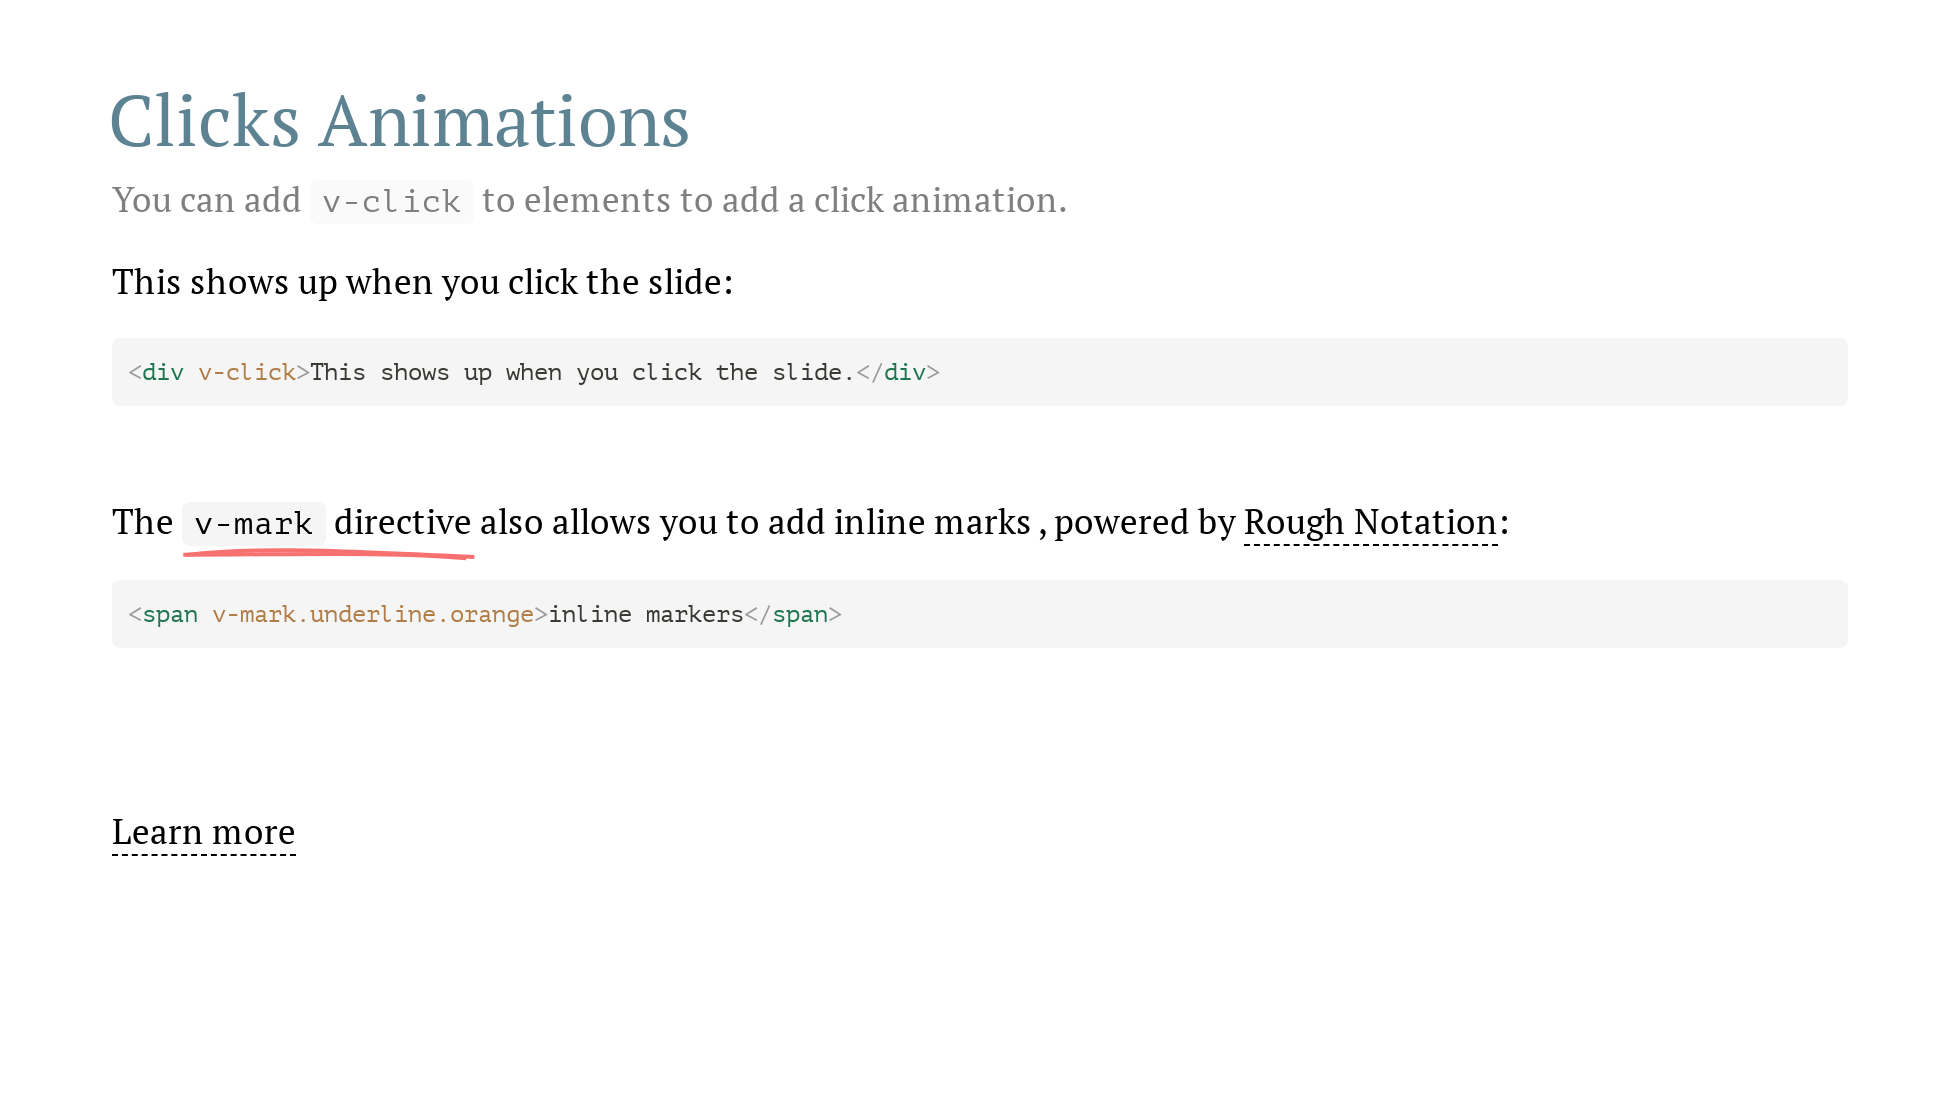 Clicks Animations
You can add v-click to elements to add a click animation.
This shows up when you click the slide:
<div v-click>This shows up when you click the slide.</div>
The v-mark directive also allows you to add inline marks , powered by Rough Notation:
<span v-mark.underline.orange>inline markers</span>
Learn more